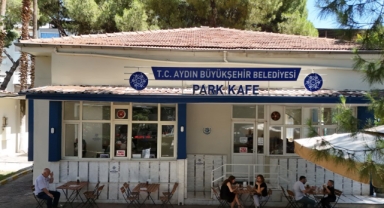 T.C. AYDIN BÜYÜKŞEHİR BELEDİYESİ
PARK KAFE